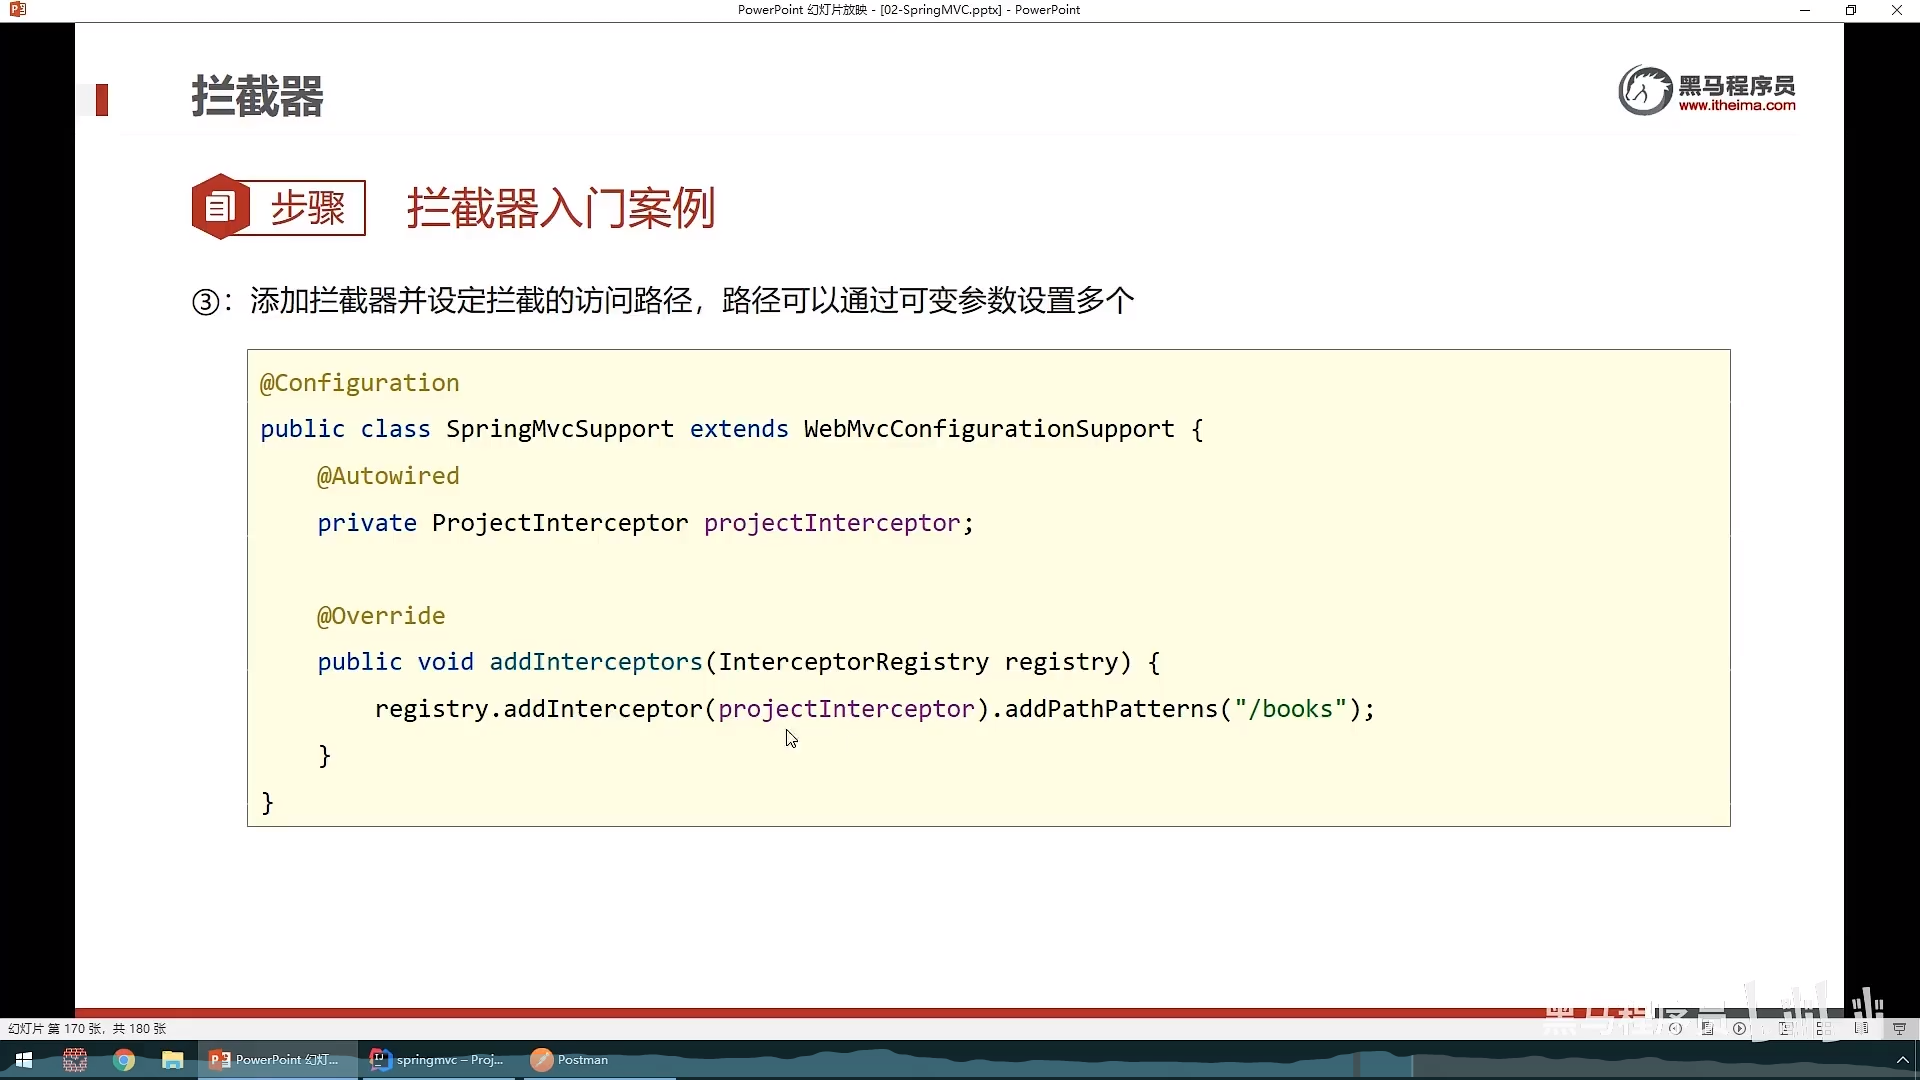 PowerPoint 幻灯片放映 - [02-SpringMVC.pptx] - PowerPoint
拦截器
黑马程序员
www.itheima.com
步骤
拦截器入门案例
③：添加拦截器并设定拦截的访问路径，路径可以通过可变参数设置多个
@Configuration
public class SpringMvcSupport extends WebMvcConfigurationSupport {
@Autowired
private ProjectInterceptor projectInterceptor;
@Override
public void addInterceptors(InterceptorRegistry registry) {
registry.addInterceptor(projectInterceptor).addPathPatterns("/books");
}
}
黑马程序员
幻灯片 第 170 张，共 180 张
PowerPoint 幻灯...
springmvc – Proj...
Postman